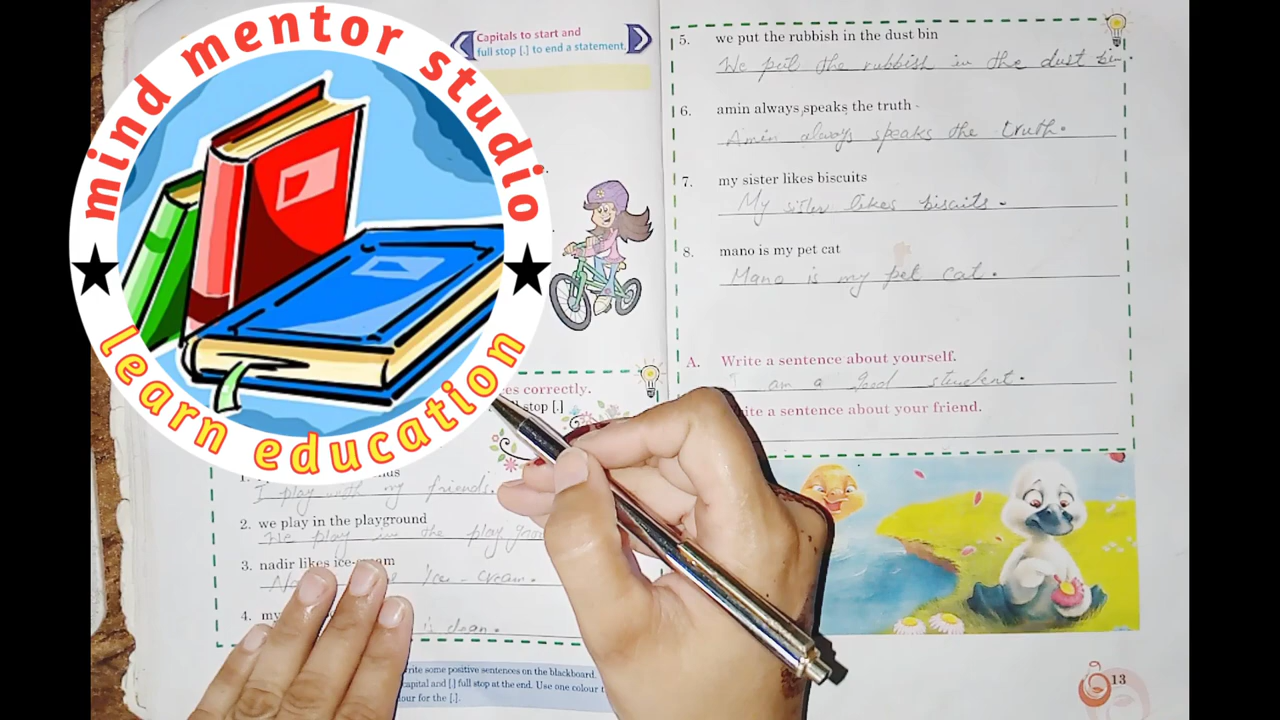 mind mentor studio
learn education
Capitals to start and
full stop [.] to end a statement.
ces correctly.
stop [.]
I play with my friends.
2. we play in the playground
We play in the play
3. nadir likes ice-cream
ice-cream.
4. my
is clean.
rite some positive sentences on the blackboard.
capital and [.] full stop at the end. Use one colour
our for the [.].
5. we put the rubbish in the dust bin
We put the rubbish in the dust bin.
6. amin always speaks the truth
Amin always speaks the truth.
7. my sister likes biscuits
My sister likes biscuits.
8. mano is my pet cat
Mano is my pet cat.
A. Write a sentence about yourself.
I am a good student.
ite a sentence about your friend.
13